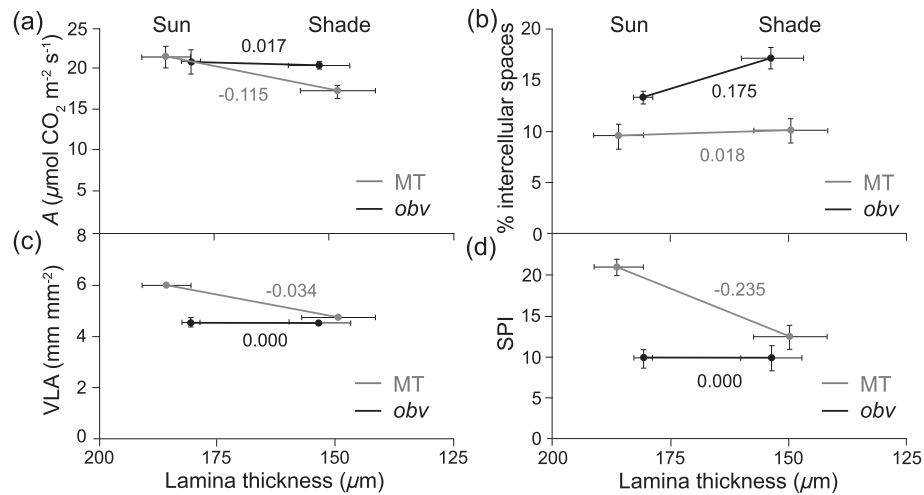 (a)
Sun
Shade
25
20
15
10
5
A (µmol CO2 m-2 s-1)
0.017
-0.115
MT
obv
(b)
Sun
Shade
20
15
10
5
0
% intercellular spaces
0.175
0.018
MT
obv
(c)
8
6
4
2
0
VLA (mm mm-2)
-0.034
0.000
MT
obv
200
175
150
125
Lamina thickness (µm)
(d)
20
15
10
5
0
SPI
-0.235
0.000
MT
obv
200
175
150
125
Lamina thickness (µm)